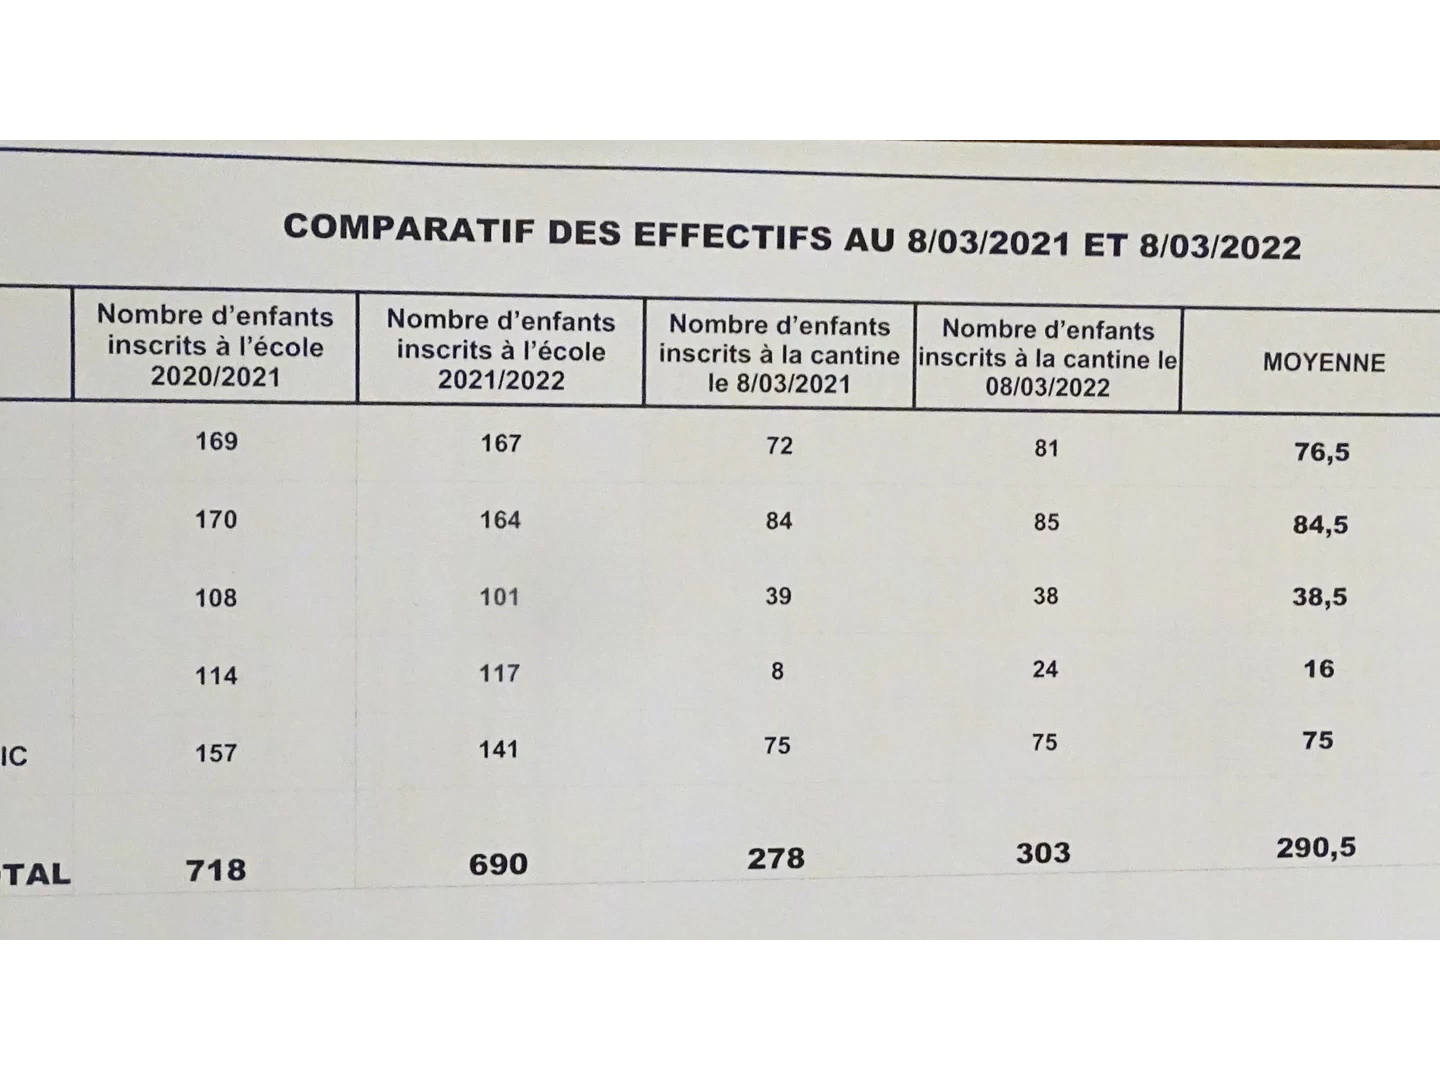 COMPARATIF DES EFFECTIFS AU 8/03/2021 ET 8/03/2022
Nombre d'enfants inscrits à l'école 2020/2021
Nombre d'enfants inscrits à l'école 2021/2022
Nombre d'enfants inscrits à la cantine le 8/03/2021
Nombre d'enfants inscrits à la cantine le 08/03/2022
MOYENNE
169 167 72 81 76,5
170 164 84 85 84,5
108 101 39 38 38,5
114 117 8 24 16
IC 157 141 75 75 75
TAL 718 690 278 303 290,5